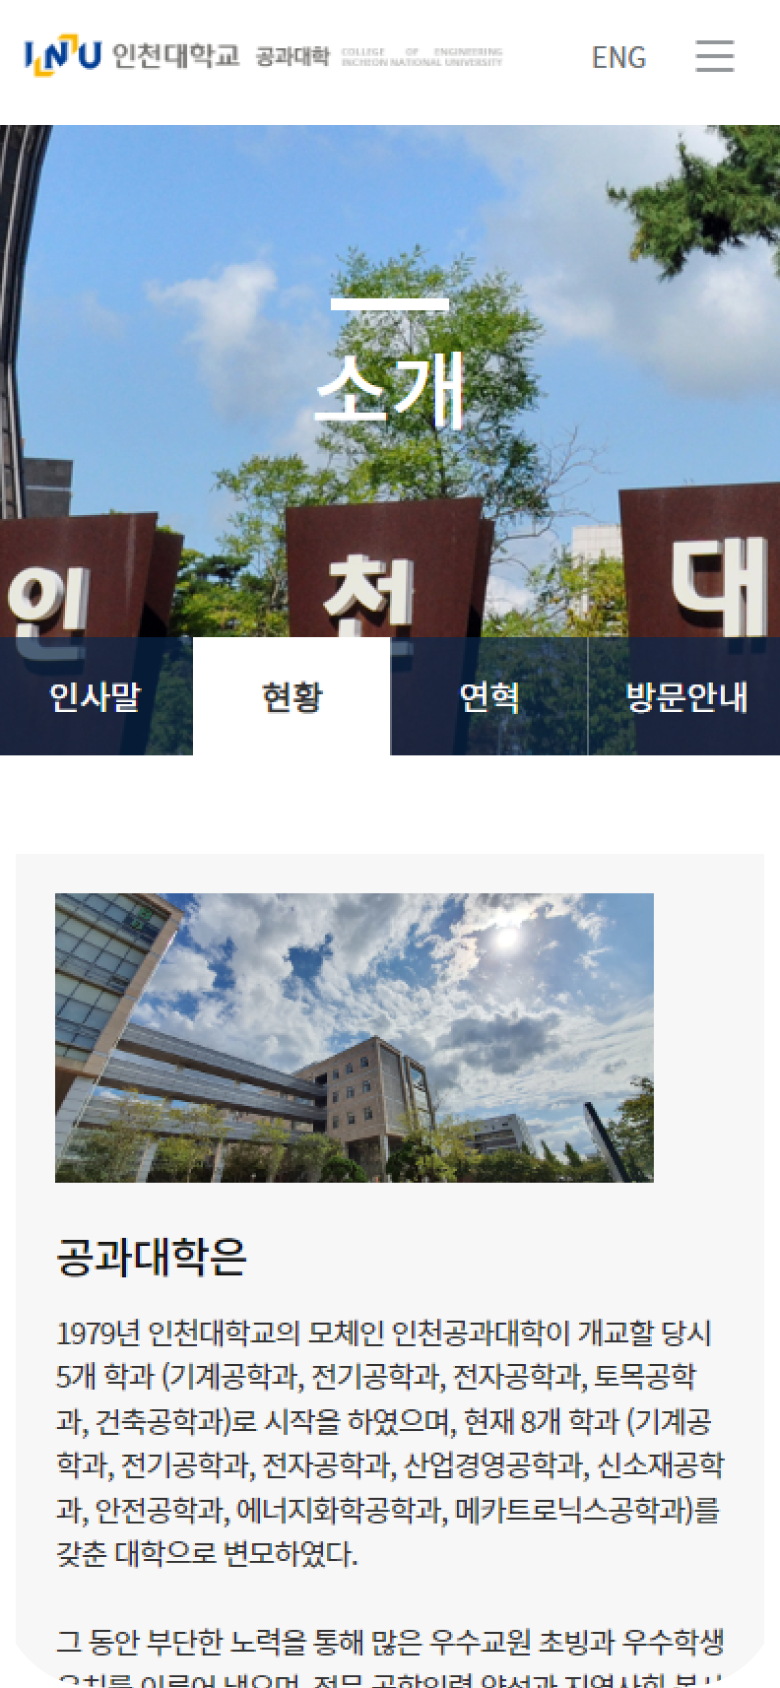 INU 인천대학교 공과대학 COLLEGE OF ENGINEERING
INCHEON NATIONAL UNIVERSITY
ENG
소개
인 천 대
인사말 현황 연혁 방문안내
공과대학은
1979년 인천대학교의 모체인 인천공과대학이 개교할 당시
5개 학과 (기계공학과, 전기공학과, 전자공학과, 토목공학
과, 건축공학과)로 시작을 하였으며, 현재 8개 학과 (기계공
학과, 전기공학과, 전자공학과, 산업경영공학과, 신소재공학
과, 안전공학과, 에너지화학공학과, 메카트로닉스공학과)를
갖춘 대학으로 변모하였다.
그 동안 부단한 노력을 통해 많은 우수교원 초빙과 우수학생